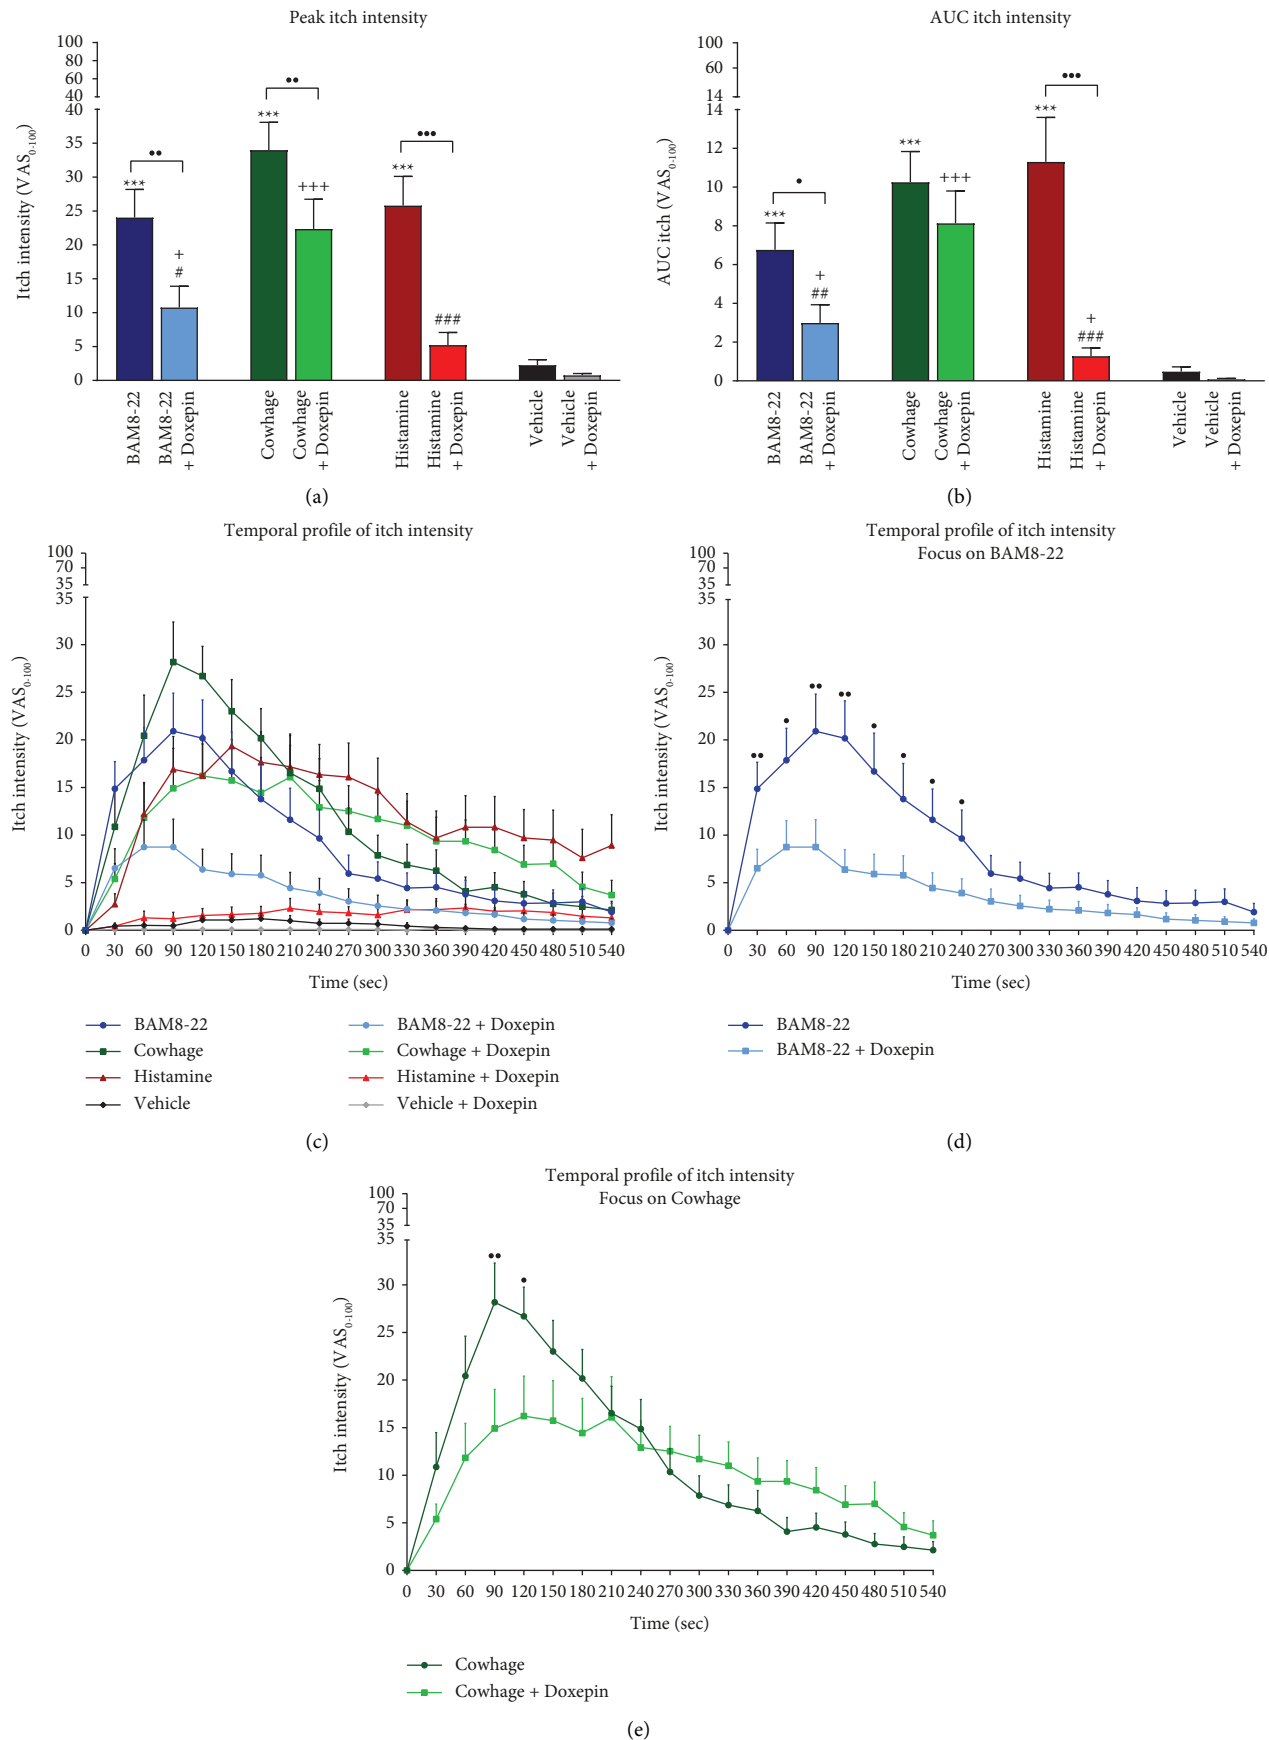 Peak itch intensity
Itch intensity (VAS0-100)
100
80
60
40
40
35
30
25
20
15
10
5
0
***
••
+
#
***
••
+++
***
•••
###
BAM8-22
BAM8-22
+ Doxepin
Cowhage
Cowhage
+ Doxepin
Histamine
Histamine
+ Doxepin
Vehicle
Vehicle
+ Doxepin
(a)
AUC itch intensity
AUC itch (VAS0-100)
100
60
14
14
12
10
8
6
4
2
0
***
•
+
##
***
+++
***
•••
+
###
BAM8-22
BAM8-22
+ Doxepin
Cowhage
Cowhage
+ Doxepin
Histamine
Histamine
+ Doxepin
Vehicle
Vehicle
+ Doxepin
(b)
Temporal profile of itch intensity
Itch intensity (VAS0-100)
100
70
35
35
30
25
20
15
10
5
0
0 30 60 90 120 150 180 210 240 270 300 330 360 390 420 450 480 510 540
Time (sec)
BAM8-22
Cowhage
Histamine
Vehicle
BAM8-22 + Doxepin
Cowhage + Doxepin
Histamine + Doxepin
Vehicle + Doxepin
(c)
Temporal profile of itch intensity
Focus on BAM8-22
Itch intensity (VAS0-100)
100
70
35
35
30
25
20
15
10
5
0
•• • •• •• • • • •
0 30 60 90 120 150 180 210 240 270 300 330 360 390 420 450 480 510 540
Time (sec)
BAM8-22
BAM8-22 + Doxepin
(d)
Temporal profile of itch intensity
Focus on Cowhage
Itch intensity (VAS0-100)
100
70
35
35
30
25
20
15
10
5
0
•• •
0 30 60 90 120 150 180 210 240 270 300 330 360 390 420 450 480 510 540
Time (sec)
Cowhage
Cowhage + Doxepin
(e)